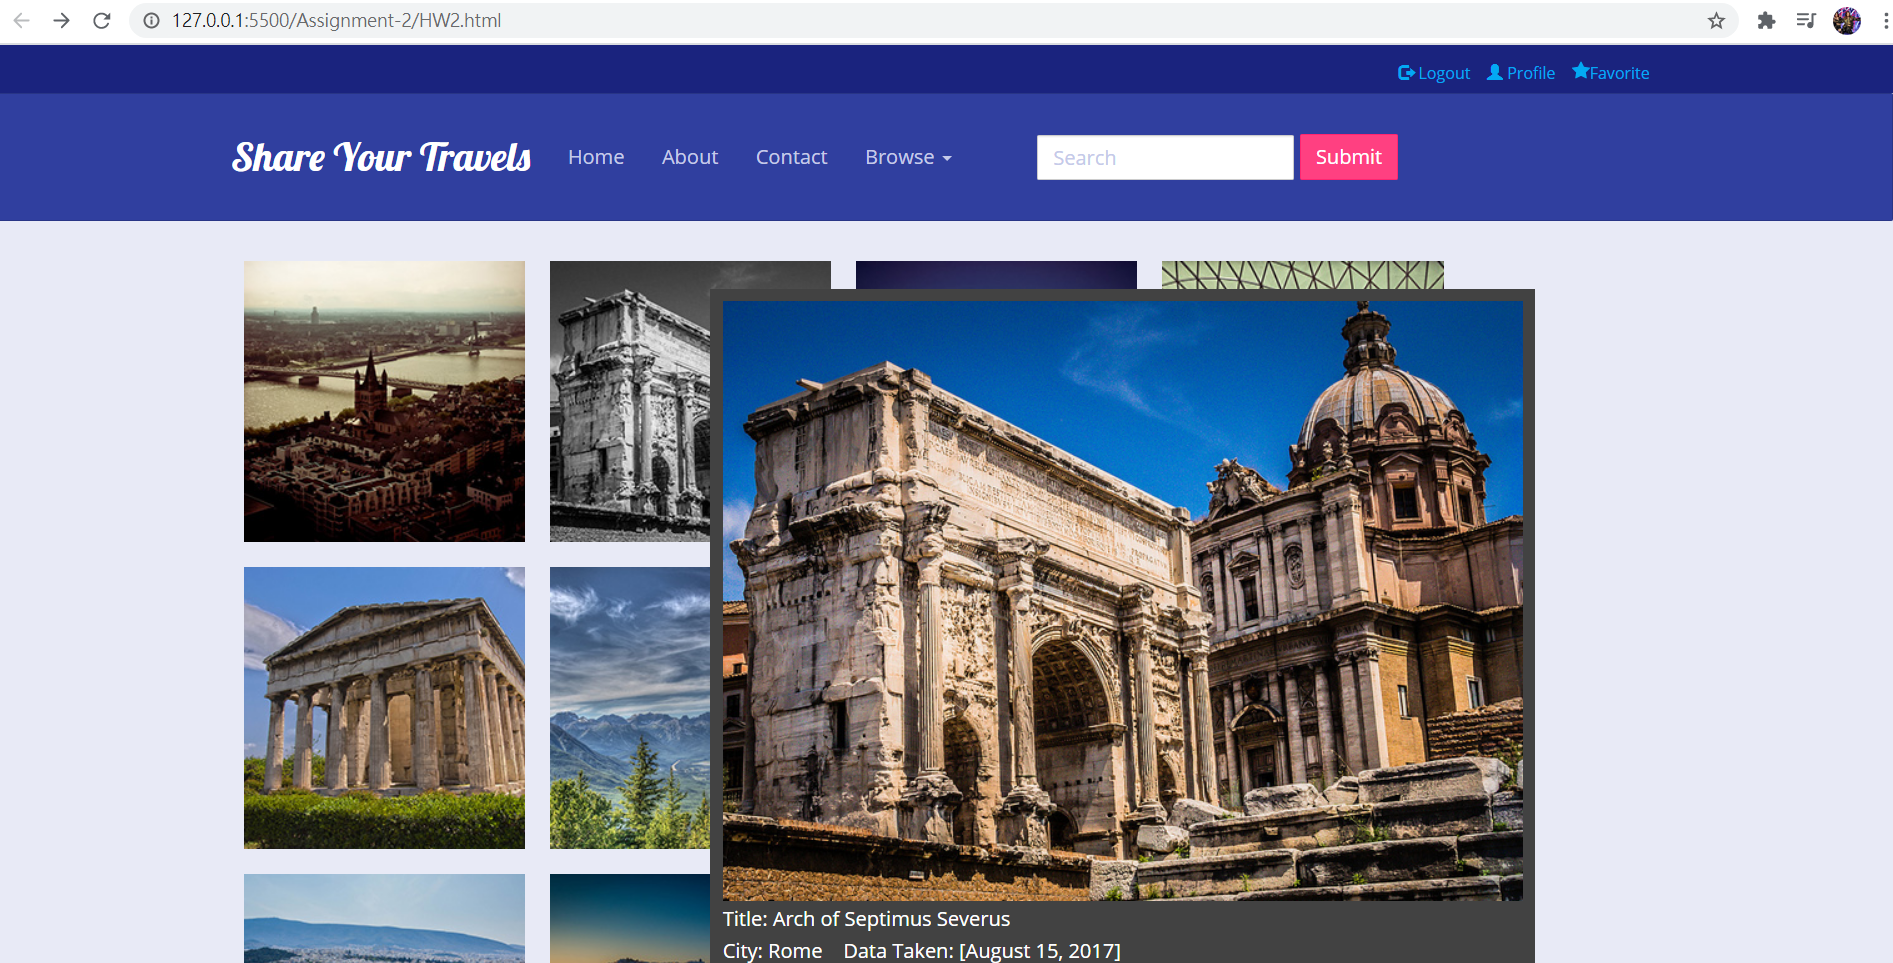 127.0.0.1:5500/Assignment-2/HW2.html
Logout Profile Favorite
Share Your Travels Home About Contact Browse Search Submit
Title: Arch of Septimus Severus
City: Rome Data Taken: [August 15, 2017]